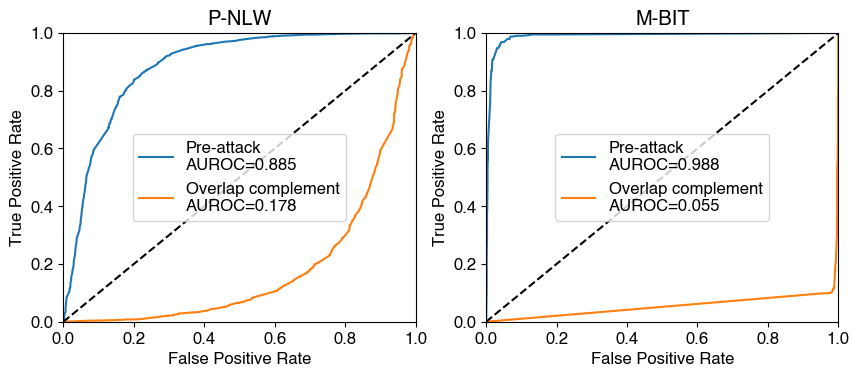 P-NLW
1.0
0.8
0.6
0.4
0.2
0.0
True Positive Rate
Pre-attack
AUROC=0.885
Overlap complement
AUROC=0.178
0.0 0.2 0.4 0.6 0.8 1.0
False Positive Rate
M-BIT
1.0
0.8
0.6
0.4
0.2
0.0
True Positive Rate
Pre-attack
AUROC=0.988
Overlap complement
AUROC=0.055
0.0 0.2 0.4 0.6 0.8 1.0
False Positive Rate